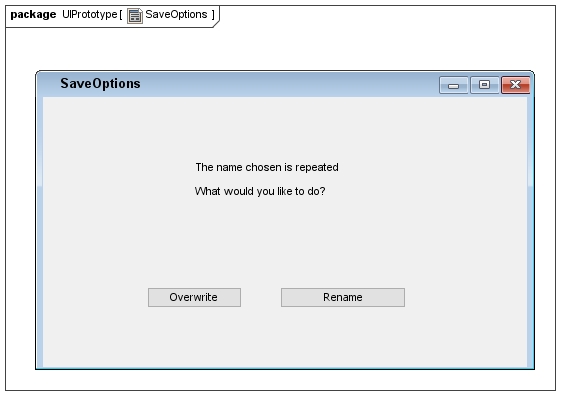 package UIPrototype [ SaveOptions ]
SaveOptions
The name chosen is repeated
What would you like to do?
Overwrite Rename